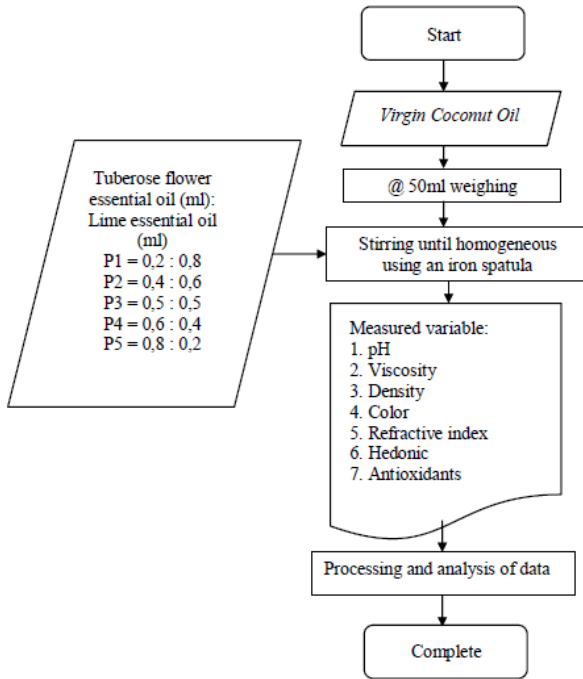 Start
Virgin Coconut Oil
@ 50ml weighing
Tuberose flower
essential oil (ml):
Lime essential oil
(ml)
P1 = 0,2 : 0,8
P2 = 0,4 : 0,6
P3 = 0,5 : 0,5
P4 = 0,6 : 0,4
P5 = 0,8 : 0,2
Stirring until homogeneous
using an iron spatula
Measured variable:
1. pH
2. Viscosity
3. Density
4. Color
5. Refractive index
6. Hedonic
7. Antioxidants
Processing and analysis of data
Complete